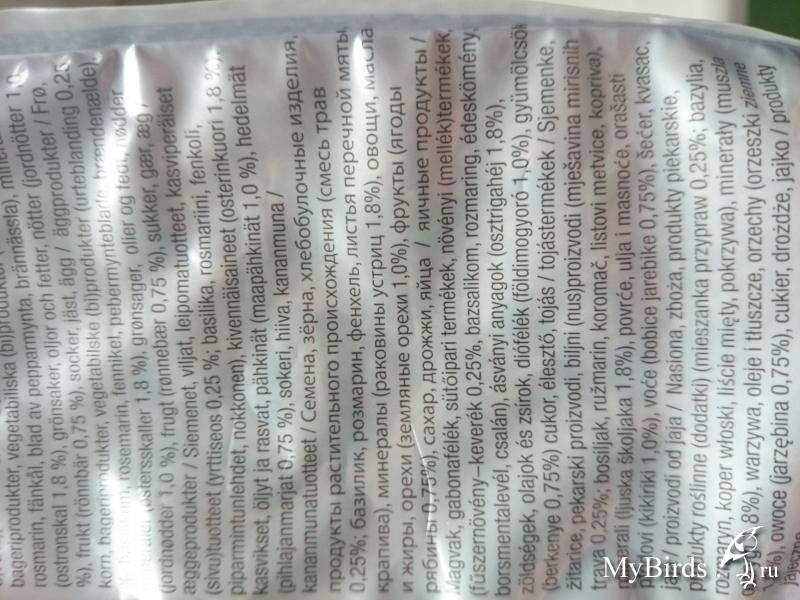 bagerinprodukter, vegetabiliska (bi)produkter
rosmarin, fänkål, blad av pepparmynta, brännässla), miner
(ostronskal 1,8 %) grönsaker, oljor och fetter, nötter (jordnötter 1,0
%), frukt (rönnbär 0,75 %), socker, jäst, ägg / äggprodukter / Frø,
korn, bageriprodukter, vegetabilske (bi)produkter (urteblanding 0,25
basilikum, rosemarin, fennikel, pebermynteblade, brændenælde),
mineraler (østersskaller 1,8 %), grønsager, olier og fedt, nødder
(jordnødder 1,0 %), frugt (rønnebær 0,75 %), sukker, gær, æg /
æggeprodukter / Siemenet, viljat, leipomatuotteet, kasviperäiset
(sivu)tuotteet (yrttiseos 0,25 %; basilika, rosmariini, fenkoli,
pipamintunlehdet, nokkonen), kivennäisaineet (osterinkuori 1,8 %),
kasvikset, öljyt ja rasvat, pähkinät (maapähkinät 1,0 %), hedelmät
(pihlajanmarjat 0,75 %), sokeri, hiiva, kananmuna /
kananmunatuotteet / Семена, зёрна, хлебобулочные изделия,
продукты растительного происхождения (смесь трав
0,25%; базилик, розмарин, фенхель, листья перечной мяты,
крапива), минералы (раковины устриц 1,8%), овощи, масла
и жиры, орехи (земляные орехи 1,0%), фрукты (ягоды
рябины 0,75%), сахар, дрожжи, яйца / яичные продукты /
Magvak, gabonafélék, sütőipari termékek, növényi (mellék)termékek,
(fűszernövény–keverék 0,25%, bazsalikom, rozmaring, édeskömény,
borsmentalevél, csalán), ásványi anyagok (osztrigahéj 1,8%),
zöldségek, olajok és zsírok, diófélék (földimogyoró 1,0%), gyümölcsök
(berkenye 0,75%) cukor, élesztő, tojás / tojástermékek / Sjemenke,
žitarice, pekarski proizvodi, biljni (nus)proizvodi (mješavina mirisnih
trava 0,25%; bosiljak, ružmarin, koromač, listovi metvice, kopriva),
minerali (ljuska školjaka 1,8%), povrće, ulja i masnoće, orašasti
plodovi (kikiriki 1,0%), voće (bobice jarebike 0,75%), šećer, kvasac,
jaja / proizvodi od jaja / Nasiona, zboża, produkty piekarskie,
produkty roślinne (dodatki) (mieszanka przypraw 0,25%; bazylia,
rozmaryn, koper włoski, liście mięty, pokrzywa), minerały (muszla
1,8%), warzywa, oleje i tłuszcze, orzechy (orzeszki ziemne
1,0%), owoce (jarzębina 0,75%), cukier, drożdże, jajko / produkty
jajeczne
MyBirds.ru